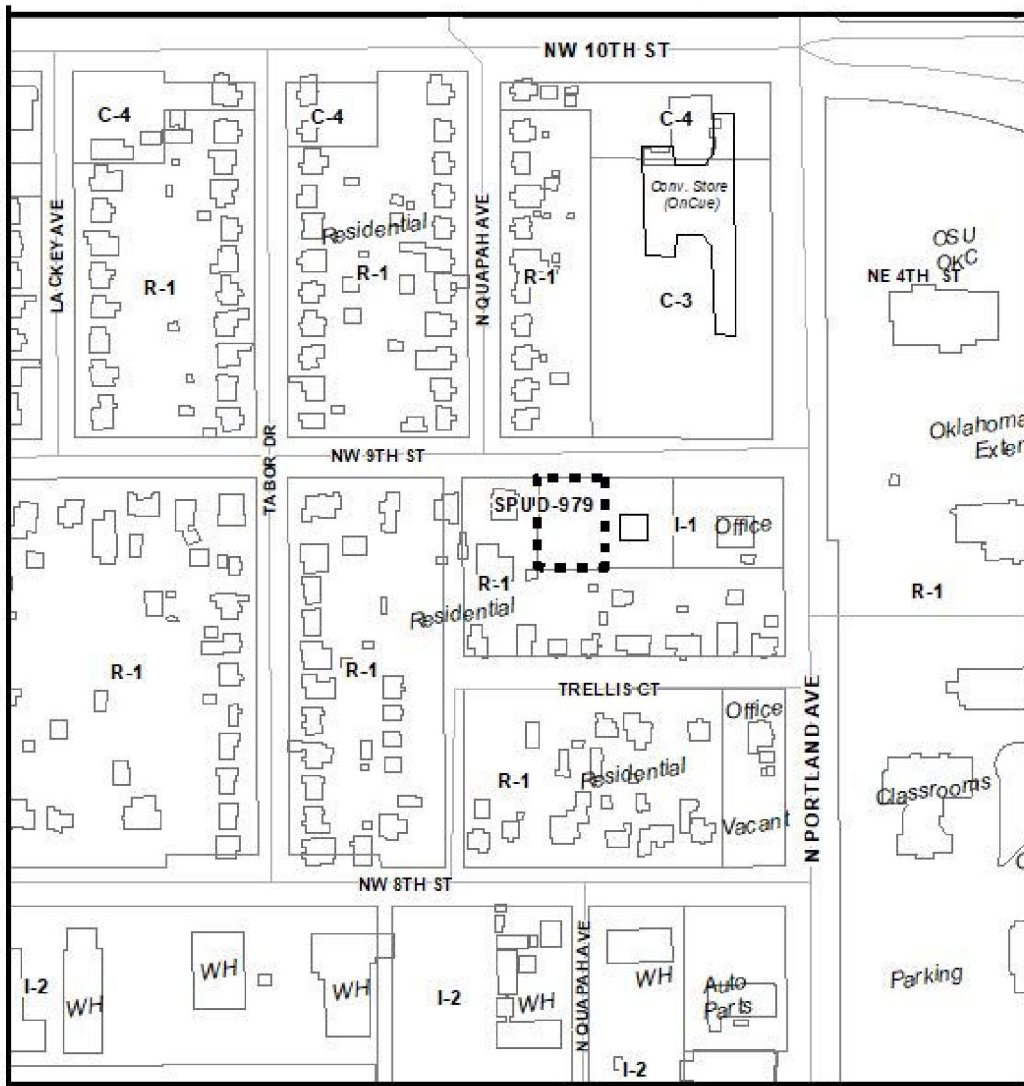 NW 10TH ST
C-4
C-4
C-4
Conv. Store
(OnCue)
LACKEY AVE
Residential
N QUAPAH AVE
OSU
OKC
R-1
R-1
R-1
NE 4TH ST
C-3
Oklahoma
Exten
TABOR DR
NW 9TH ST
SPUD-979
I-1
Office
R-1
R-1
Residential
R-1
R-1
TRELLIS CT
N PORTLAND AVE
Office
R-1
Residential
Classrooms
Vacant
NW 8TH ST
N QUAPAH AVE
I-2
WH
WH
WH
I-2
WH
WH
Auto
Parts
Parking
I-2